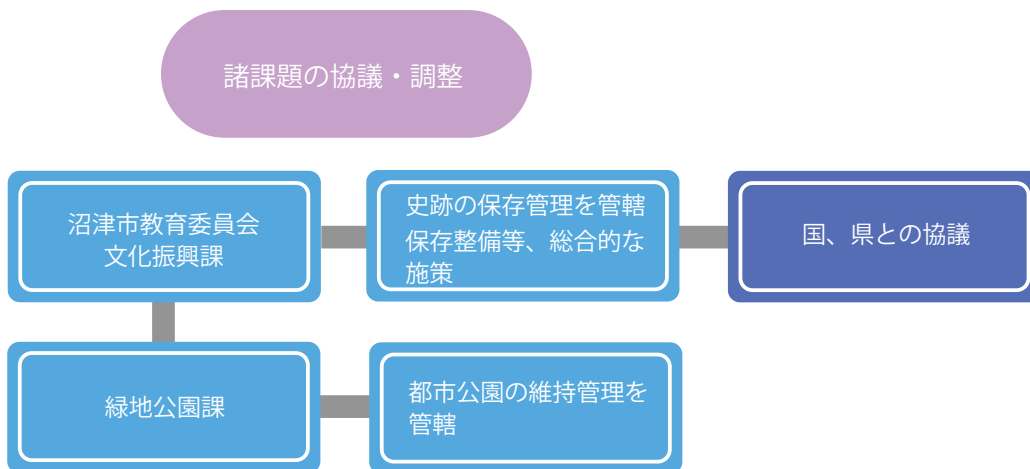 諸課題の協議・調整
沼津市教育委員会
文化振興課
史跡の保存管理を管轄
保存整備等、総合的な
施策
国、県との協議
緑地公園課
都市公園の維持管理を
管轄